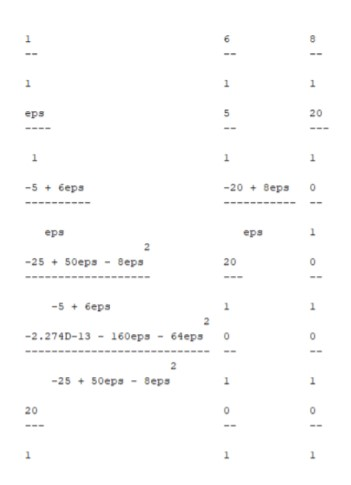 1 6 8
-- -- --
1 1 1
eps 5 20
---- -- ---
1 1 1
-5 + 6eps -20 + 8eps 0
---------- ----------- --
eps eps 1
2
-25 + 50eps - 8eps 20 0
------------------- --- --
-5 + 6eps 1 1
2
-2.274D-13 - 160eps - 64eps 0 0
---------------------------- -- --
2
-25 + 50eps - 8eps 1 1
20 0 0
--- -- --
1 1 1